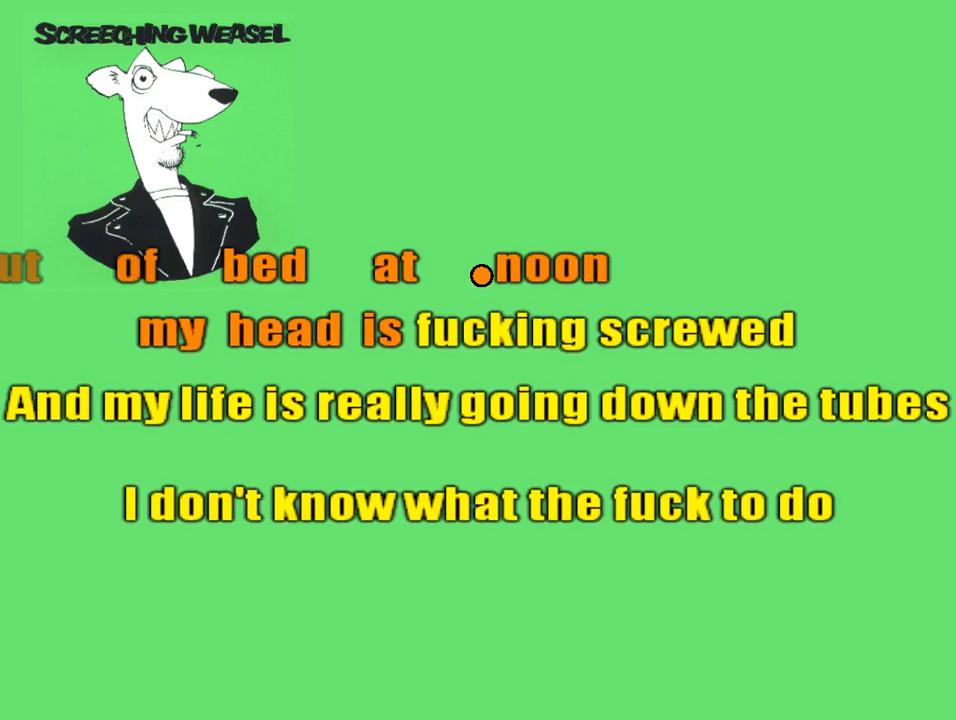 SCREECHING WEASEL
ut of bed at noon
my head is fucking screwed
And my life is really going down the tubes
I don't know what the fuck to do